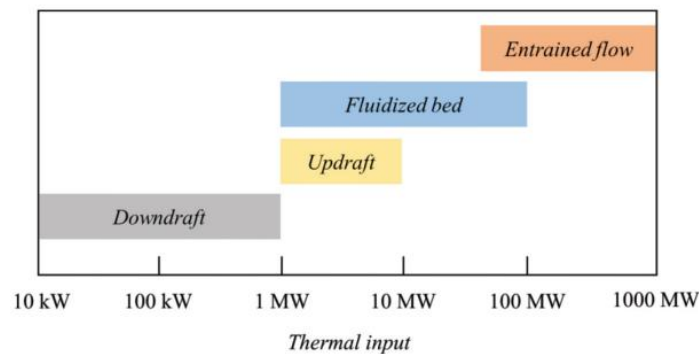 Entrained flow
Fluidized bed
Updraft
Downdraft
10 kW 100 kW 1 MW 10 MW 100 MW 1000 MW
Thermal input